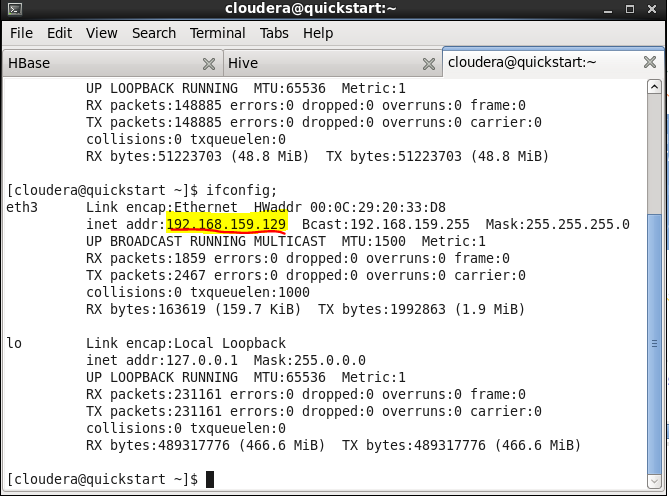 cloudera@quickstart:~
File Edit View Search Terminal Tabs Help
HBase Hive cloudera@quickstart:~
UP LOOPBACK RUNNING MTU:65536 Metric:1
RX packets:148885 errors:0 dropped:0 overruns:0 frame:0
TX packets:148885 errors:0 dropped:0 overruns:0 carrier:0
collisions:0 txqueuelen:0
RX bytes:51223703 (48.8 MiB) TX bytes:51223703 (48.8 MiB)
[cloudera@quickstart ~]$ ifconfig;
eth3 Link encap:Ethernet HWaddr 00:0C:29:20:33:D8
inet addr:192.168.159.129 Bcast:192.168.159.255 Mask:255.255.255.0
UP BROADCAST RUNNING MULTICAST MTU:1500 Metric:1
RX packets:1859 errors:0 dropped:0 overruns:0 frame:0
TX packets:2467 errors:0 dropped:0 overruns:0 carrier:0
collisions:0 txqueuelen:1000
RX bytes:163619 (159.7 KiB) TX bytes:1992863 (1.9 MiB)
lo Link encap:Local Loopback
inet addr:127.0.0.1 Mask:255.0.0.0
UP LOOPBACK RUNNING MTU:65536 Metric:1
RX packets:231161 errors:0 dropped:0 overruns:0 frame:0
TX packets:231161 errors:0 dropped:0 overruns:0 carrier:0
collisions:0 txqueuelen:0
RX bytes:489317776 (466.6 MiB) TX bytes:489317776 (466.6 MiB)
[cloudera@quickstart ~]$